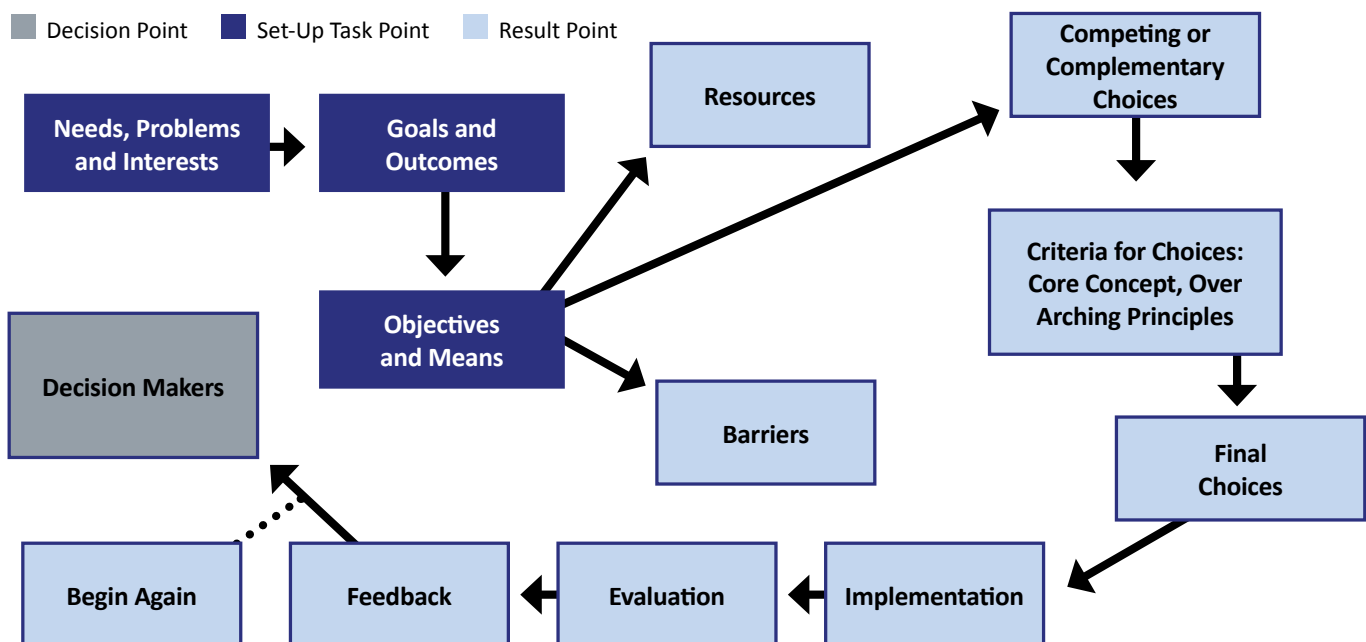 Decision Point
Set-Up Task Point
Result Point
Needs, Problems
and Interests
Goals and
Outcomes
Objectives
and Means
Resources
Barriers
Competing or
Complementary
Choices
Criteria for Choices:
Core Concept, Over
Arching Principles
Final
Choices
Implementation
Evaluation
Feedback
Begin Again
Decision Makers